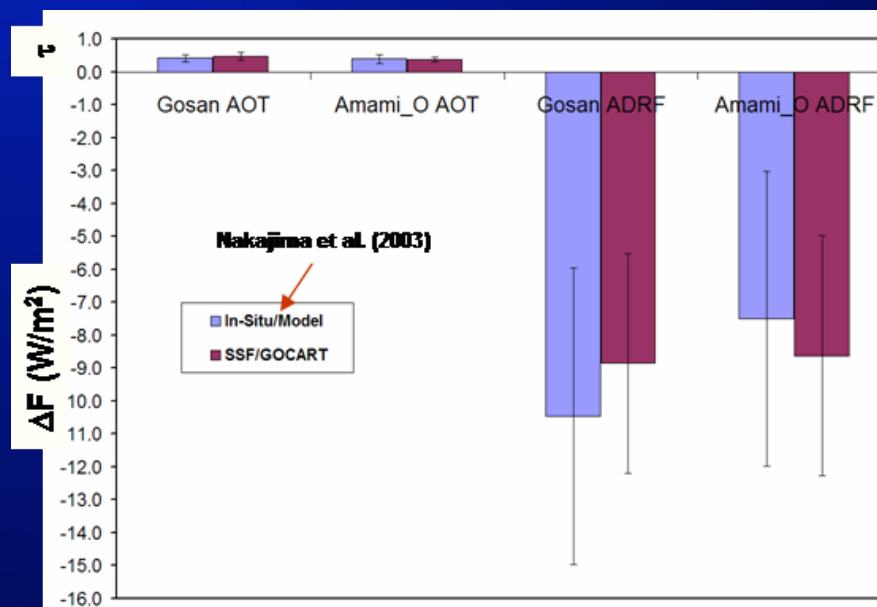 τ
1.0
0.0
-1.0
-2.0
-3.0
-4.0
-5.0
-6.0
-7.0
-8.0
-9.0
10.0
11.0
-12.0
-13.0
-14.0
-15.0
-16.0
ΔF (W/m²)
Gosan AOT
Amami_O AOT
Gosan ADRF
Amami_O ADRF
Nakajima et al. (2003)
In-Situ/Model
SSF/GOCART